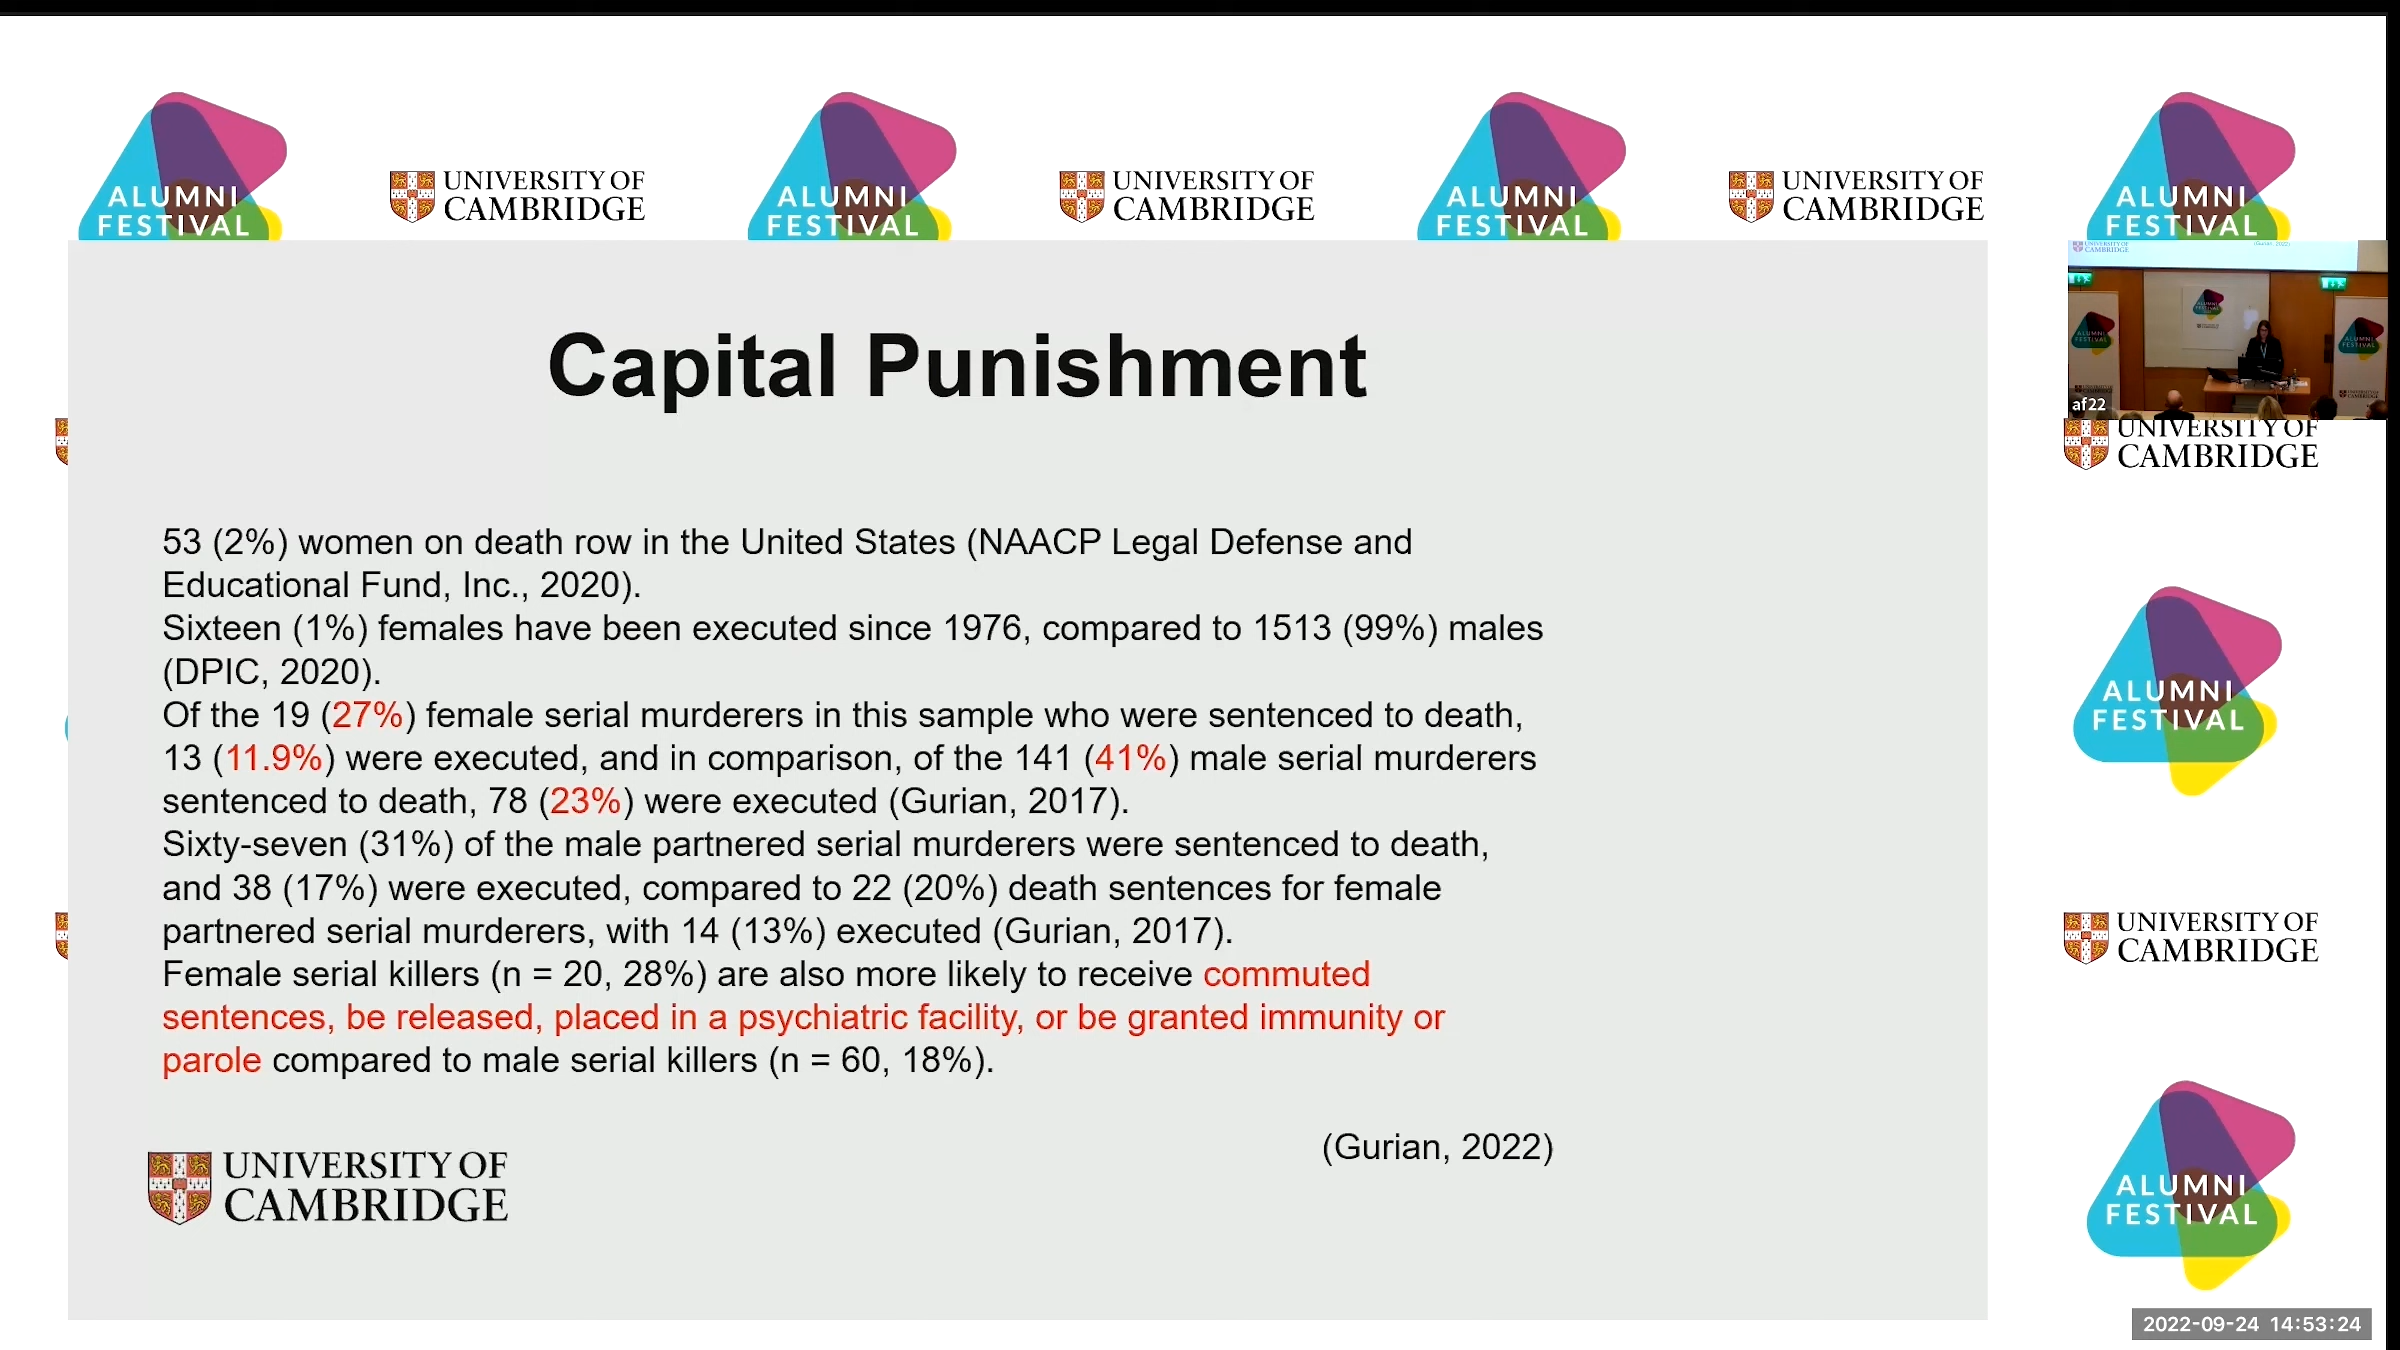 ALUMNI
FESTIVAL
UNIVERSITY OF
CAMBRIDGE
ALUMNI
FESTIVAL
UNIVERSITY OF
CAMBRIDGE
ALUMNI
FESTIVAL
UNIVERSITY OF
CAMBRIDGE
ALUMNI
FESTIVAL
Capital Punishment
53 (2%) women on death row in the United States (NAACP Legal Defense and
Educational Fund, Inc., 2020).
Sixteen (1%) females have been executed since 1976, compared to 1513 (99%) males
(DPIC, 2020).
Of the 19 (27%) female serial murderers in this sample who were sentenced to death,
13 (11.9%) were executed, and in comparison, of the 141 (41%) male serial murderers
sentenced to death, 78 (23%) were executed (Gurian, 2017).
Sixty-seven (31%) of the male partnered serial murderers were sentenced to death,
and 38 (17%) were executed, compared to 22 (20%) death sentences for female
partnered serial murderers, with 14 (13%) executed (Gurian, 2017).
Female serial killers (n = 20, 28%) are also more likely to receive commuted
sentences, be released, placed in a psychiatric facility, or be granted immunity or
parole compared to male serial killers (n = 60, 18%).
(Gurian, 2022)
UNIVERSITY OF
CAMBRIDGE
UNIVERSITY OF
CAMBRIDGE
(Gurian, 2022)
ALUMNI
FESTIVAL
ALUMNI
FESTIVAL
af22
UNIVERSITY OF
CAMBRIDGE
ALUMNI
FESTIVAL
UNIVERSITY OF
CAMBRIDGE
ALUMNI
FESTIVAL
2022-09-24 14:53:24